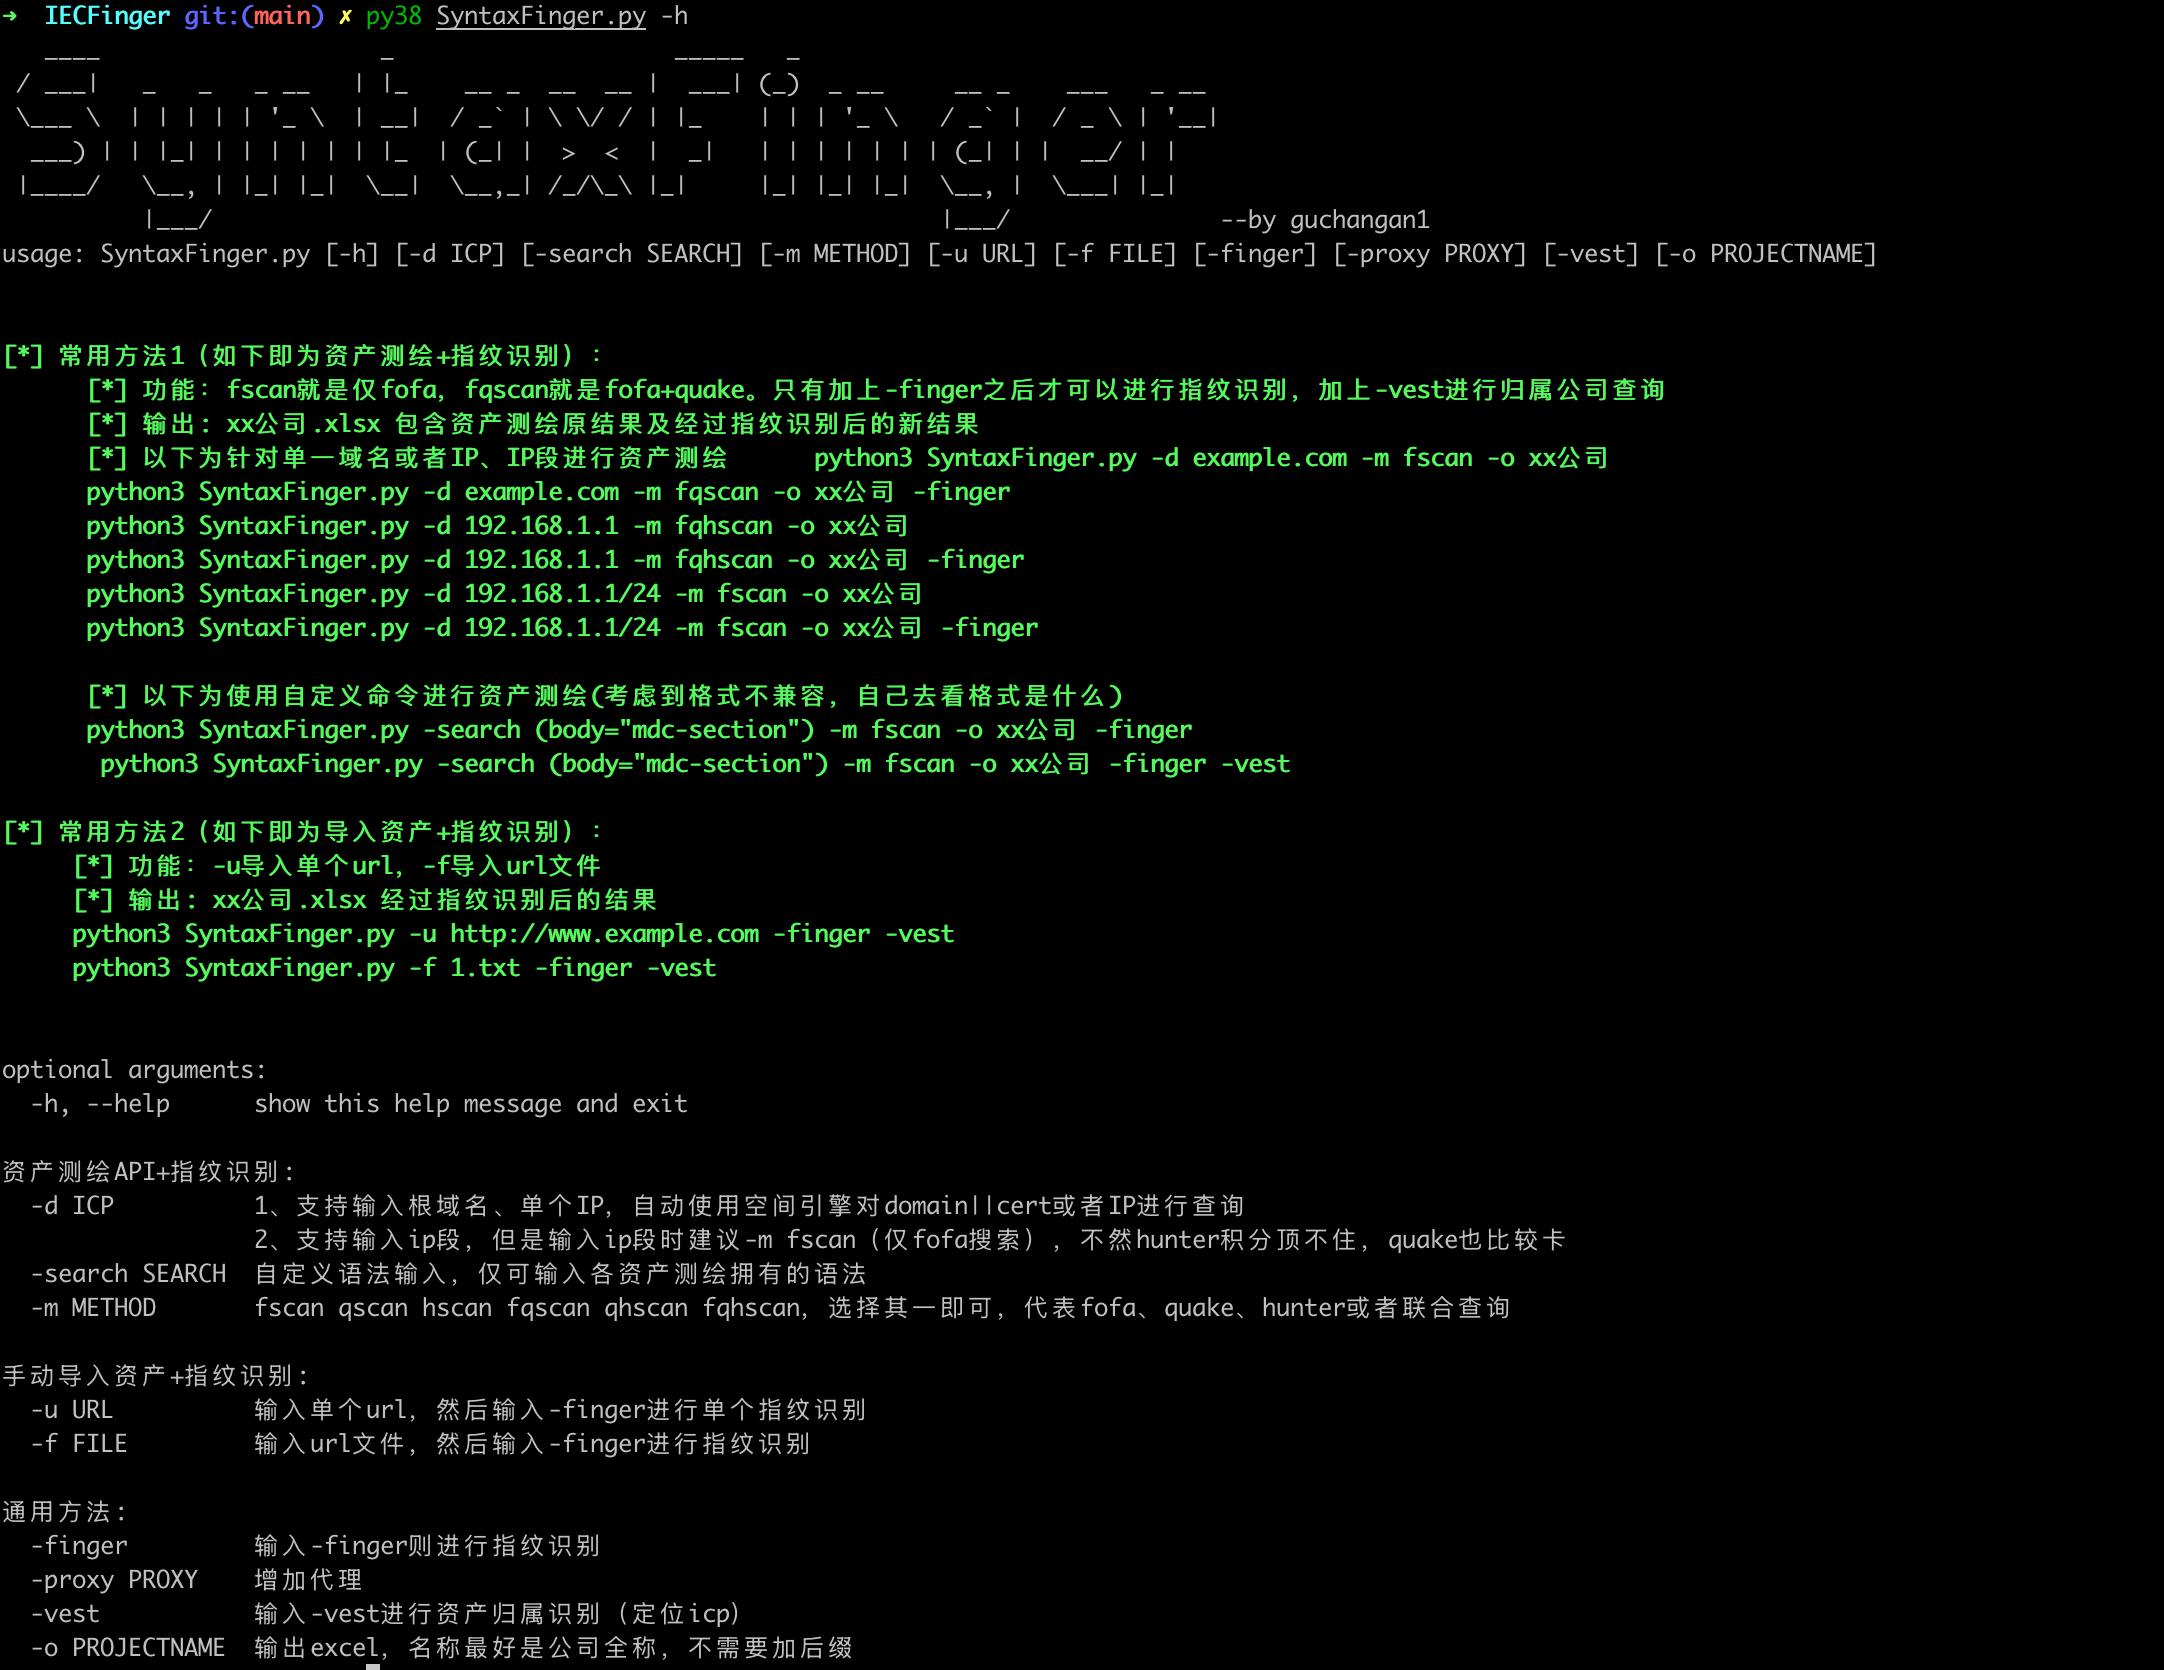 ➜  IECFinger git:(main) ✗ py38 SyntaxFinger.py -h
--by guchangan1
usage: SyntaxFinger.py [-h] [-d ICP] [-search SEARCH] [-m METHOD] [-u URL] [-f FILE] [-finger] [-proxy PROXY] [-vest] [-o PROJECTNAME]
[*] 常用方法1（如下即为资产测绘+指纹识别）:
[*] 功能: fscan就是仅fofa, fqscan就是fofa+quake。只有加上-finger之后才可以进行指纹识别, 加上-vest进行归属公司查询
[*] 输出: xx公司.xlsx 包含资产测绘原结果及经过指纹识别后的新结果
[*] 以下为针对单一域名或者IP、IP段进行资产测绘      python3 SyntaxFinger.py -d example.com -m fscan -o xx公司
python3 SyntaxFinger.py -d example.com -m fqscan -o xx公司 -finger
python3 SyntaxFinger.py -d 192.168.1.1 -m fqhscan -o xx公司
python3 SyntaxFinger.py -d 192.168.1.1 -m fqhscan -o xx公司 -finger
python3 SyntaxFinger.py -d 192.168.1.1/24 -m fscan -o xx公司
python3 SyntaxFinger.py -d 192.168.1.1/24 -m fscan -o xx公司 -finger
[*] 以下为使用自定义命令进行资产测绘(考虑到格式不兼容, 自己去看格式是什么)
python3 SyntaxFinger.py -search (body="mdc-section") -m fscan -o xx公司 -finger
python3 SyntaxFinger.py -search (body="mdc-section") -m fscan -o xx公司 -finger -vest
[*] 常用方法2（如下即为导入资产+指纹识别）:
[*] 功能: -u导入单个url, -f导入url文件
[*] 输出: xx公司.xlsx 经过指纹识别后的结果
python3 SyntaxFinger.py -u http://www.example.com -finger -vest
python3 SyntaxFinger.py -f 1.txt -finger -vest
optional arguments:
-h, --help      show this help message and exit
资产测绘API+指纹识别:
-d ICP          1、支持输入根域名、单个IP, 自动使用空间引擎对domain||cert或者IP进行查询
2、支持输入ip段, 但是输入ip段时建议-m fscan（仅fofa搜索）, 不然hunter积分顶不住, quake也比较卡
-search SEARCH  自定义语法输入, 仅可输入各资产测绘拥有的语法
-m METHOD       fscan qscan hscan fqscan qhscan fqhscan, 选择其一即可, 代表fofa、quake、hunter或者联合查询
手动导入资产+指纹识别:
-u URL          输入单个url, 然后输入-finger进行单个指纹识别
-f FILE         输入url文件, 然后输入-finger进行指纹识别
通用方法:
-finger         输入-finger则进行指纹识别
-proxy PROXY    增加代理
-vest           输入-vest进行资产归属识别（定位icp）
-o PROJECTNAME  输出excel, 名称最好是公司全称, 不需要加后缀